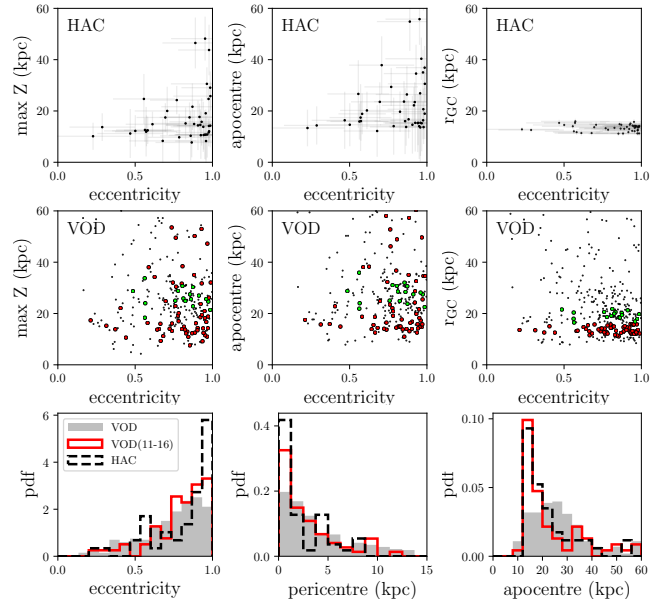 HAC
max Z (kpc)
60
40
20
0
0.0
0.5
1.0
eccentricity
HAC
apocentre (kpc)
60
40
20
0
0.0
0.5
1.0
eccentricity
HAC
r_GC (kpc)
60
40
20
0
0.0
0.5
1.0
eccentricity
VOD
max Z (kpc)
60
40
20
0
0.0
0.5
1.0
eccentricity
VOD
apocentre (kpc)
60
40
20
0
0.0
0.5
1.0
eccentricity
VOD
r_GC (kpc)
60
40
20
0
0.0
0.5
1.0
eccentricity
pdf
6
4
2
0
VOD
VOD(11-16)
HAC
0.0
0.5
1.0
eccentricity
pdf
0.4
0.2
0.0
0
5
10
15
pericentre (kpc)
pdf
0.10
0.05
0.00
0 10 20 30 40 50 60
apocentre (kpc)